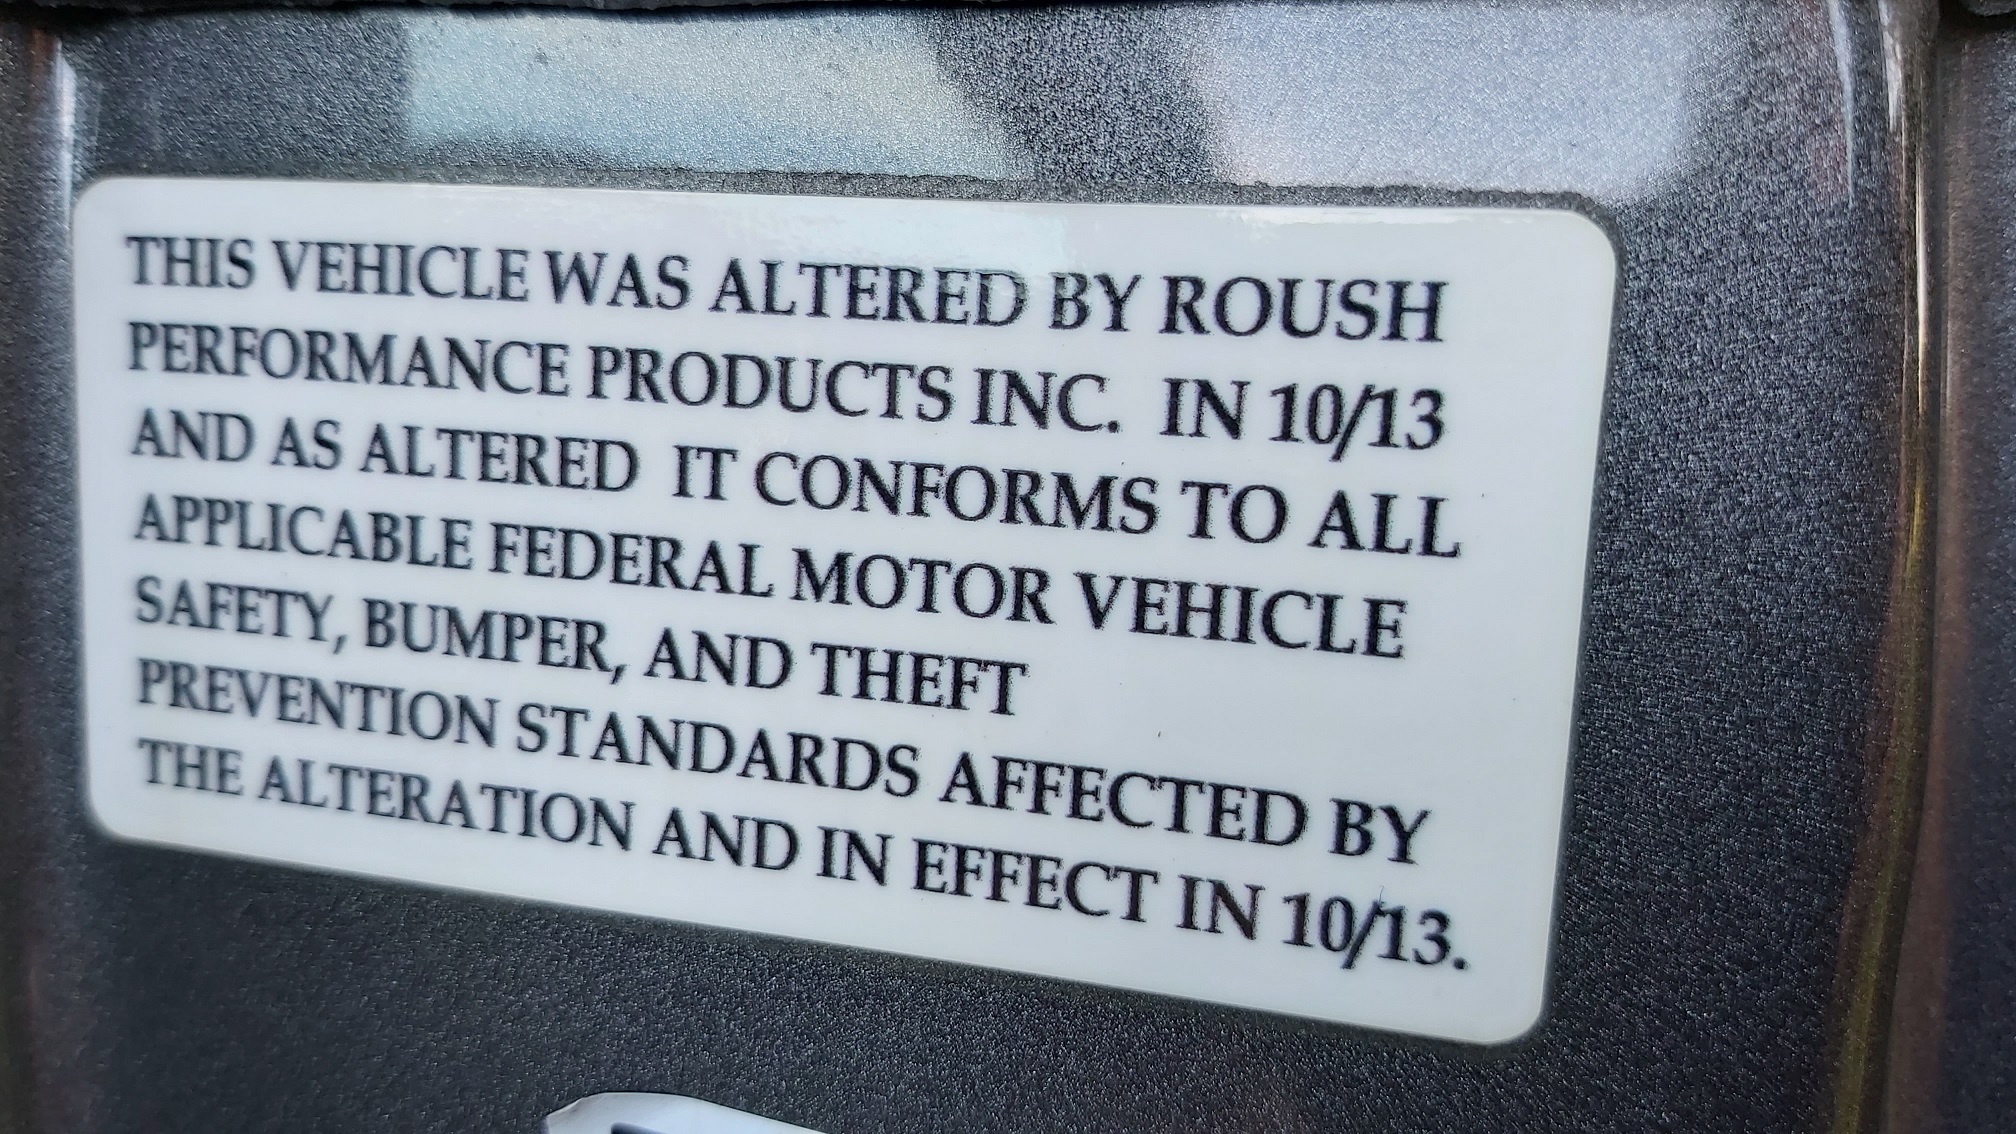 THIS VEHICLE WAS ALTERED BY ROUSH
PERFORMANCE PRODUCTS INC. IN 10/13
AND AS ALTERED IT CONFORMS TO ALL
APPLICABLE FEDERAL MOTOR VEHICLE
SAFETY, BUMPER, AND THEFT
PREVENTION STANDARDS AFFECTED BY
THE ALTERATION AND IN EFFECT IN 10/13.